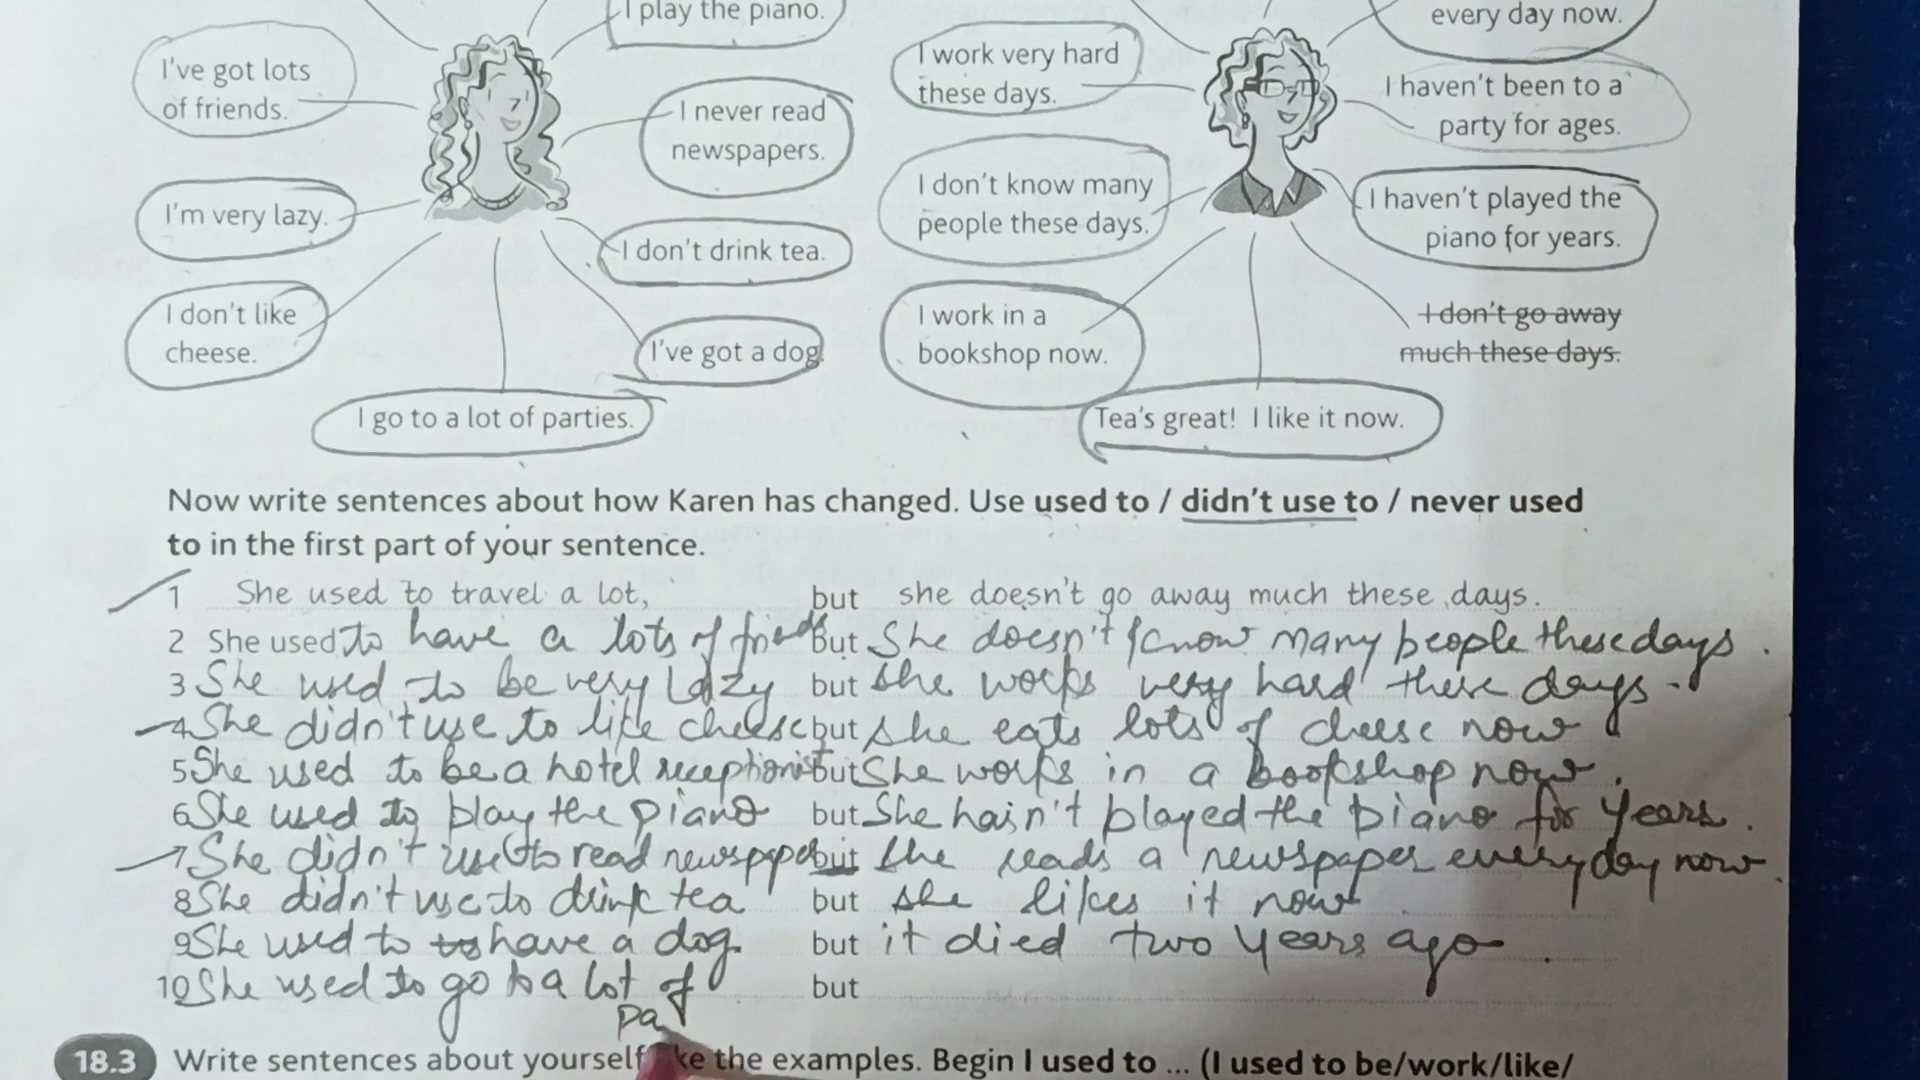 I play the piano.
every day now.
I've got lots
of friends.
I never read
newspapers.
I'm very lazy.
I don't drink tea.
I don't like
cheese.
I've got a dog.
I go to a lot of parties.
I work very hard
these days.
I haven't been to a
party for ages.
I don't know many
people these days.
I haven't played the
piano for years.
I work in a
bookshop now.
I don't go away
much these days.
Tea's great! I like it now.
Now write sentences about how Karen has changed. Use used to / didn't use to / never used
to in the first part of your sentence.
1 She used to travel a lot, but she doesn't go away much these days.
2 She used to have a lots of friends but She doesn't know many people these days.
3 She used to be very lazy but she works very hard these days.
4 She didn't use to like cheese but she eats lots of cheese now
5 She used to be a hotel receptionist but She works in a bookshop now.
6 She used to play the piano but She hasn't played the piano for years.
7 She didn't use to read newspaper but She reads a newspaper every day now.
8 She didn't use to drink tea but she likes it now
9 She used to to have a dog. but it died two years ago.
10 She used to go to a lot of but
pa
18.3 Write sentences about yourself the examples. Begin I used to ... (I used to be/work/like/